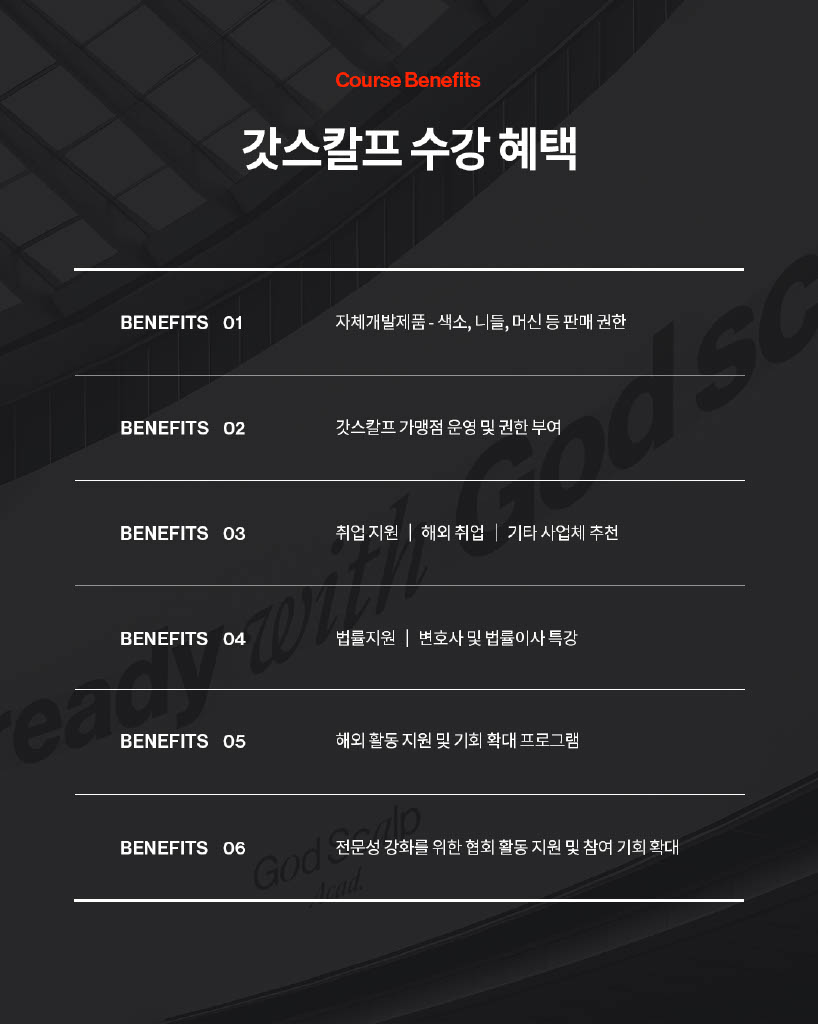 Course Benefits
갓스칼프 수강 혜택
BENEFITS 01 자체개발제품 - 색소, 니들, 머신 등 판매 권한
BENEFITS 02 갓스칼프 가맹점 운영 및 권한 부여
BENEFITS 03 취업 지원 | 해외 취업 | 기타 사업체 추천
BENEFITS 04 법률지원 | 변호사 및 법률이사 특강
BENEFITS 05 해외 활동 지원 및 기회 확대 프로그램
BENEFITS 06 전문성 강화를 위한 협회 활동 지원 및 참여 기회 확대
ready with God sc
God Scalp
Acad.